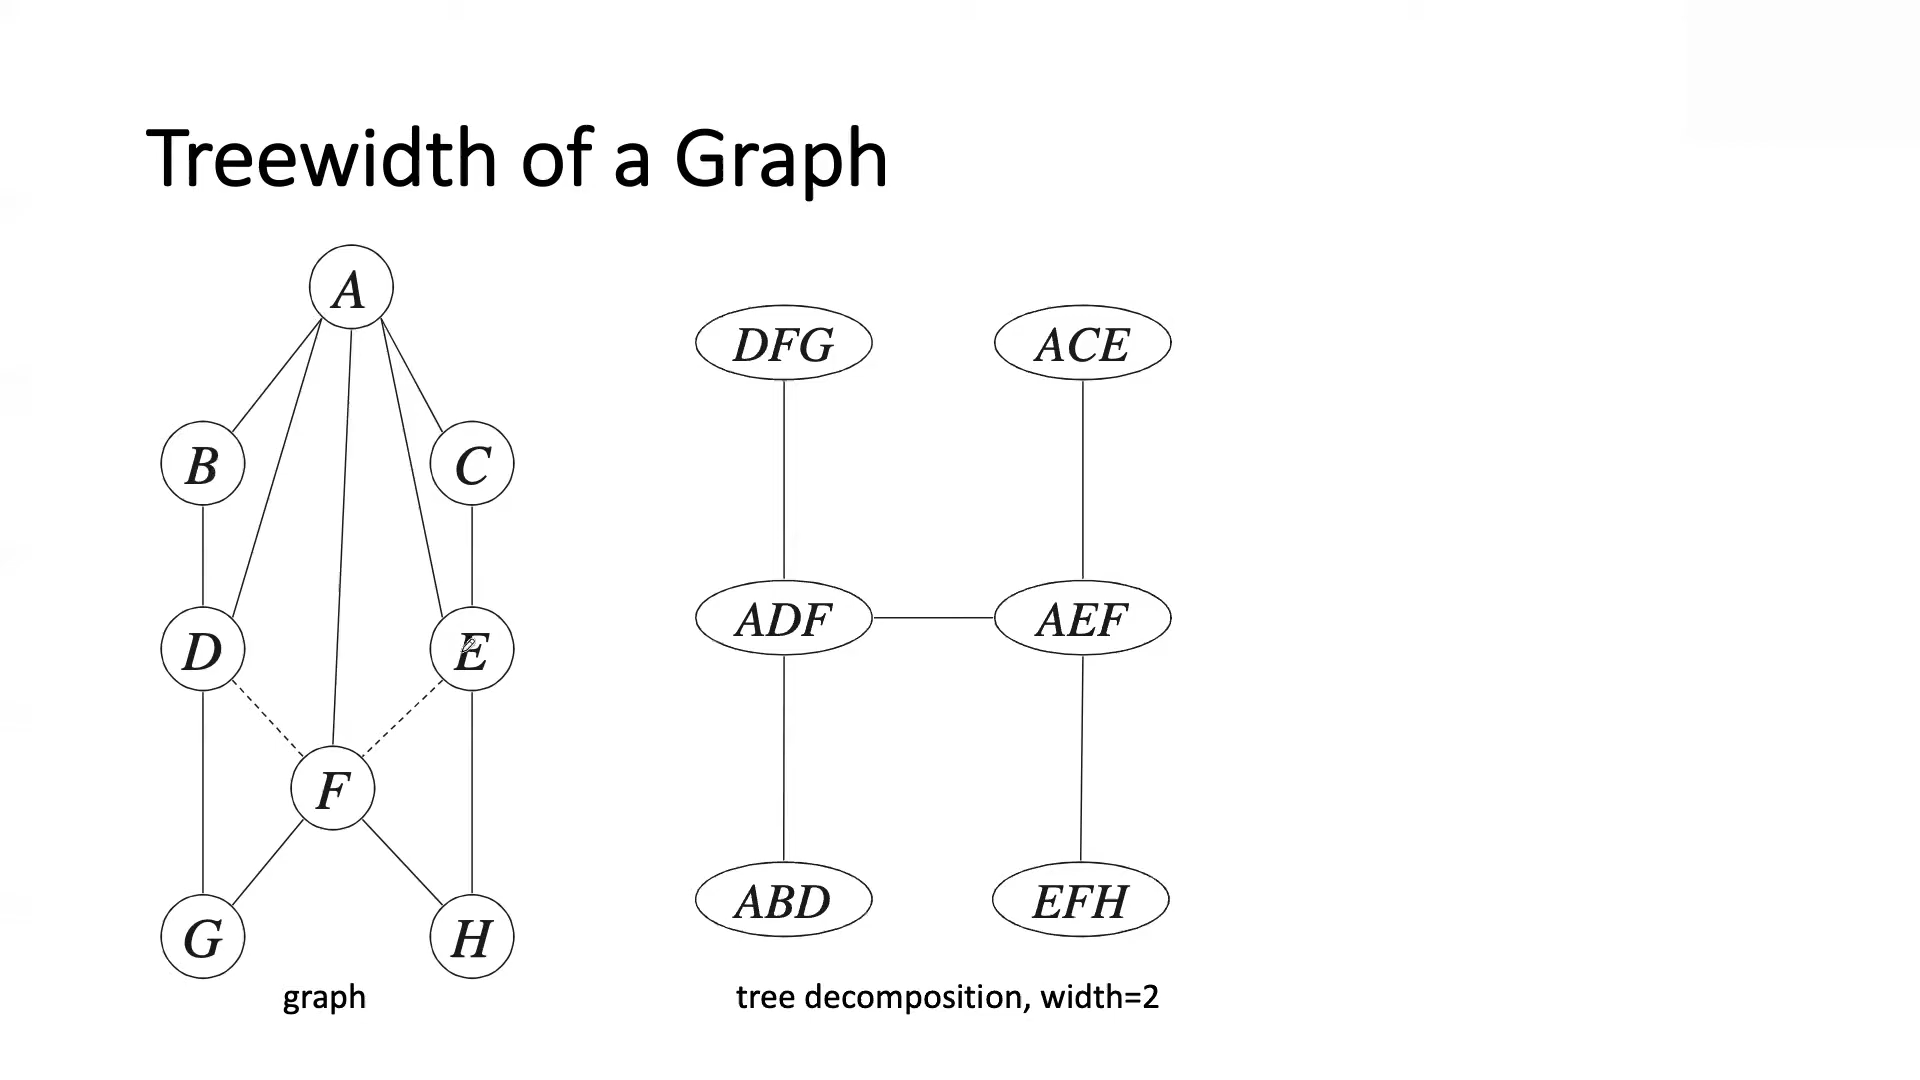 Treewidth of a Graph
A
B
C
D
E
F
G
H
graph
DFG
ACE
ADF
AEF
ABD
EFH
tree decomposition, width=2